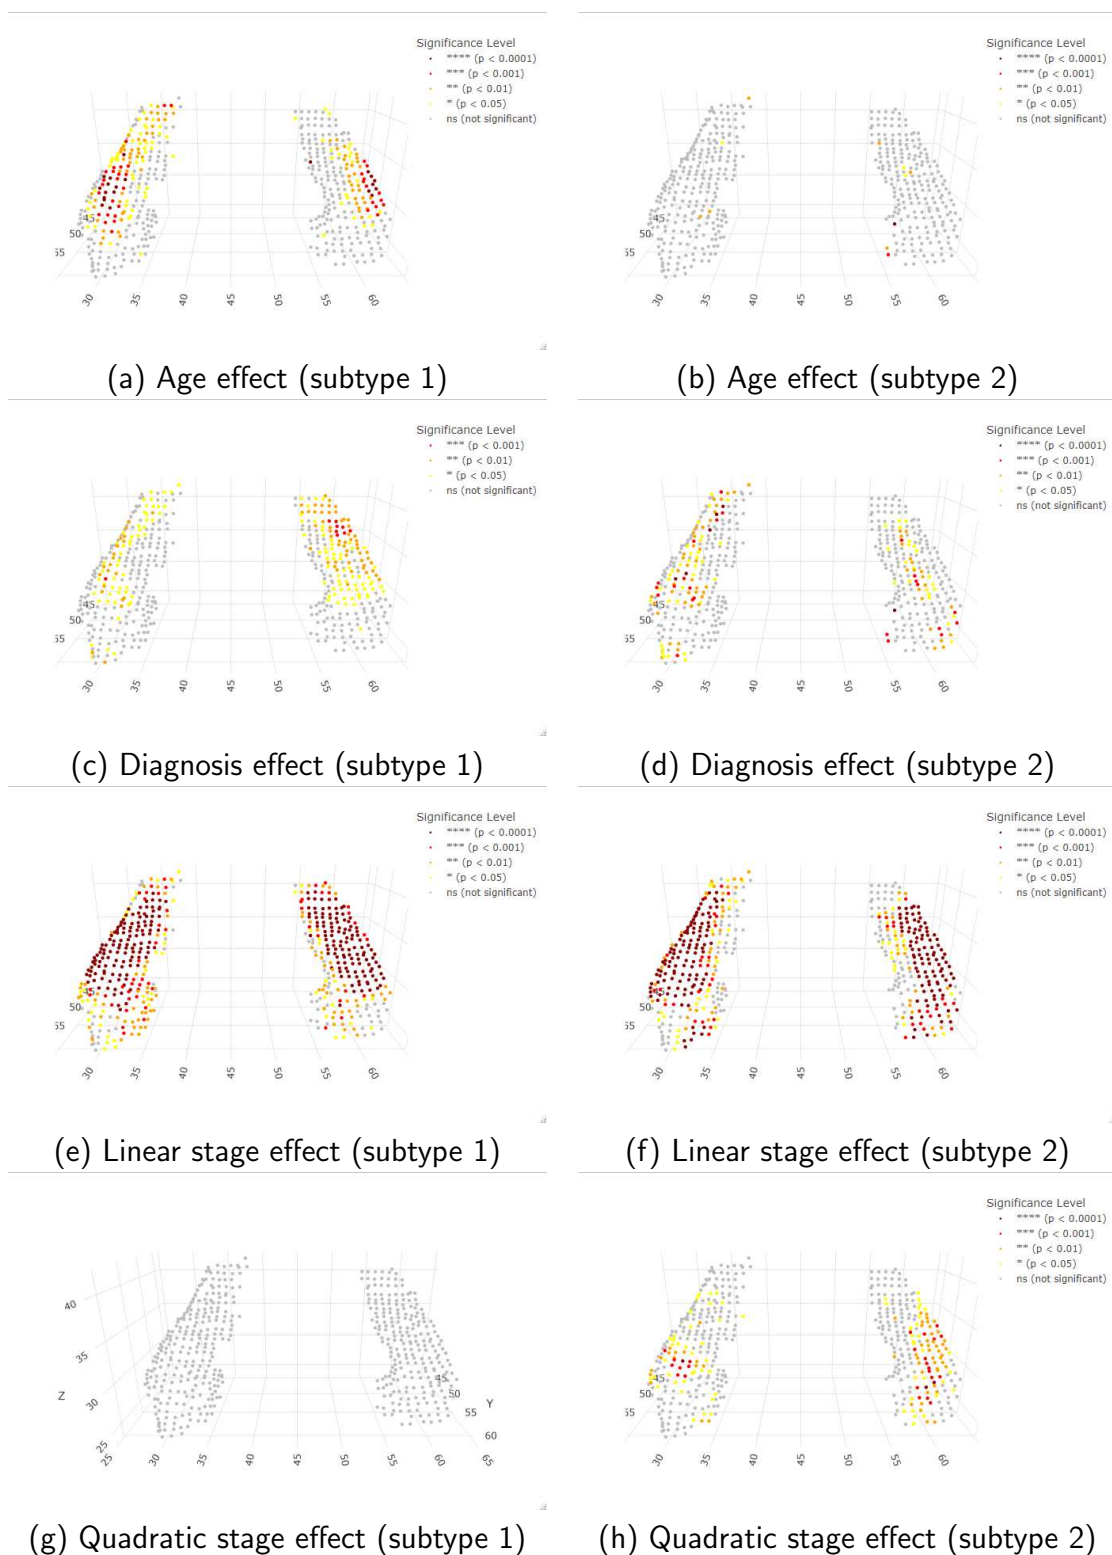 Significance Level
**** (p < 0.0001)
*** (p < 0.001)
** (p < 0.01)
* (p < 0.05)
ns (not significant)
45
50
55
30 35 40 45 50 55 60
(a) Age effect (subtype 1)
Significance Level
**** (p < 0.0001)
*** (p < 0.001)
** (p < 0.01)
* (p < 0.05)
ns (not significant)
45
50
55
30 35 40 45 50 55 60
(b) Age effect (subtype 2)
Significance Level
*** (p < 0.001)
** (p < 0.01)
* (p < 0.05)
ns (not significant)
45
50
55
30 35 40 45 50 55 60
(c) Diagnosis effect (subtype 1)
Significance Level
**** (p < 0.0001)
*** (p < 0.001)
** (p < 0.01)
* (p < 0.05)
ns (not significant)
45
50
55
30 35 40 45 50 55 60
(d) Diagnosis effect (subtype 2)
Significance Level
**** (p < 0.0001)
*** (p < 0.001)
** (p < 0.01)
* (p < 0.05)
ns (not significant)
45
50
55
30 35 40 45 50 55 60
(e) Linear stage effect (subtype 1)
Significance Level
**** (p < 0.0001)
*** (p < 0.001)
** (p < 0.01)
* (p < 0.05)
ns (not significant)
45
50
55
30 35 40 45 50 55 60
(f) Linear stage effect (subtype 2)
40
35
Z 30
25
45
50
Y
55
60
25 30 35 40 45 50 55 60 65
(g) Quadratic stage effect (subtype 1)
Significance Level
**** (p < 0.0001)
*** (p < 0.001)
** (p < 0.01)
* (p < 0.05)
ns (not significant)
45
50
55
30 35 40 45 50 55 60
(h) Quadratic stage effect (subtype 2)